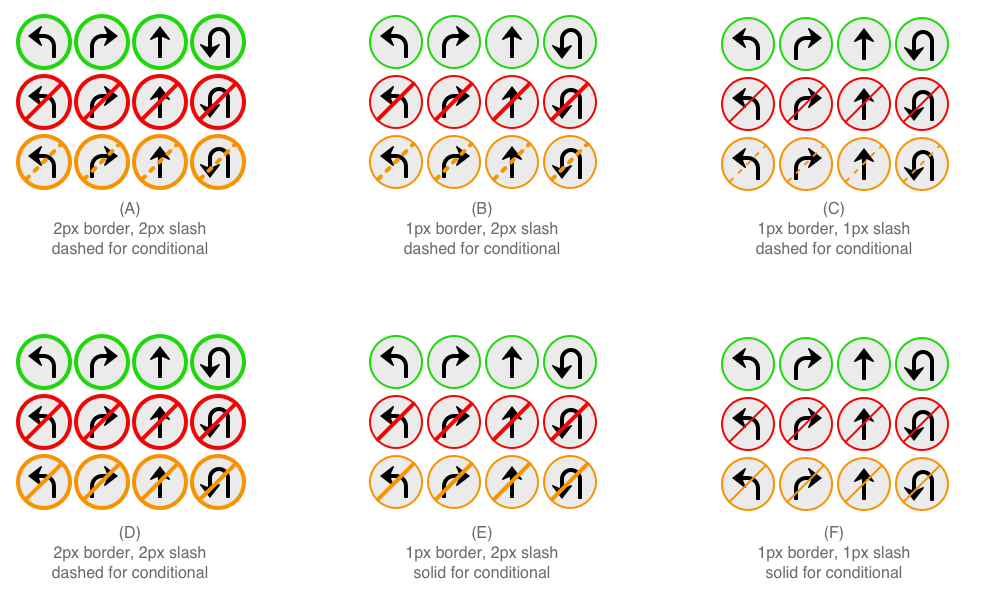 (A)
2px border, 2px slash
dashed for conditional
(B)
1px border, 2px slash
dashed for conditional
(C)
1px border, 1px slash
dashed for conditional
(D)
2px border, 2px slash
dashed for conditional
(E)
1px border, 2px slash
solid for conditional
(F)
1px border, 1px slash
solid for conditional